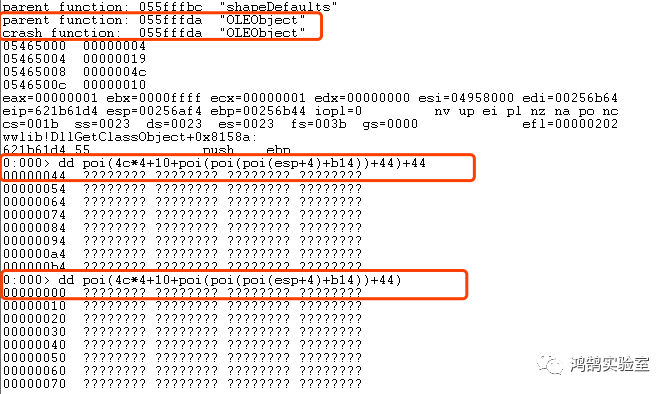 parent function: 055fffbc  "shapeDefaults"
parent function: 055fffda  "OLEObject"
crash function:  055fffda  "OLEObject"
05465000  00000004
05465004  00000019
05465008  0000004c
0546500c  00000010
eax=00000001 ebx=0000ffff ecx=00000001 edx=00000000 esi=04958000 edi=00256b64
eip=621b61d4 esp=00256af4 ebp=00256b64 iopl=0         nv up ei pl nz na po nc
cs=001b  ss=0023  ds=0023  es=0023  fs=003b  gs=0000             efl=00000202
wwlib!DllGetClassObject+0x8158a:
621b61d4 55              push    ebp
0:000> dd poi(4c*4+10+poi(poi(poi(esp+4)+b14))+44)+44
00000044  ???????? ???????? ???????? ????????
00000054  ???????? ???????? ???????? ????????
00000064  ???????? ???????? ???????? ????????
00000074  ???????? ???????? ???????? ????????
00000084  ???????? ???????? ???????? ????????
00000094  ???????? ???????? ???????? ????????
000000a4  ???????? ???????? ???????? ????????
000000b4  ???????? ???????? ???????? ????????
0:000> dd poi(4c*4+10+poi(poi(poi(esp+4)+b14))+44)
00000000  ???????? ???????? ???????? ????????
00000010  ???????? ???????? ???????? ????????
00000020  ???????? ???????? ???????? ????????
00000030  ???????? ???????? ???????? ????????
00000040  ???????? ???????? ???????? ????????
00000050  ???????? ???????? ???????? ????????
00000060  ???????? ???????? ???????? ????????
00000070  ???????? ???????? ???????? ????????
鸿鹄实验室